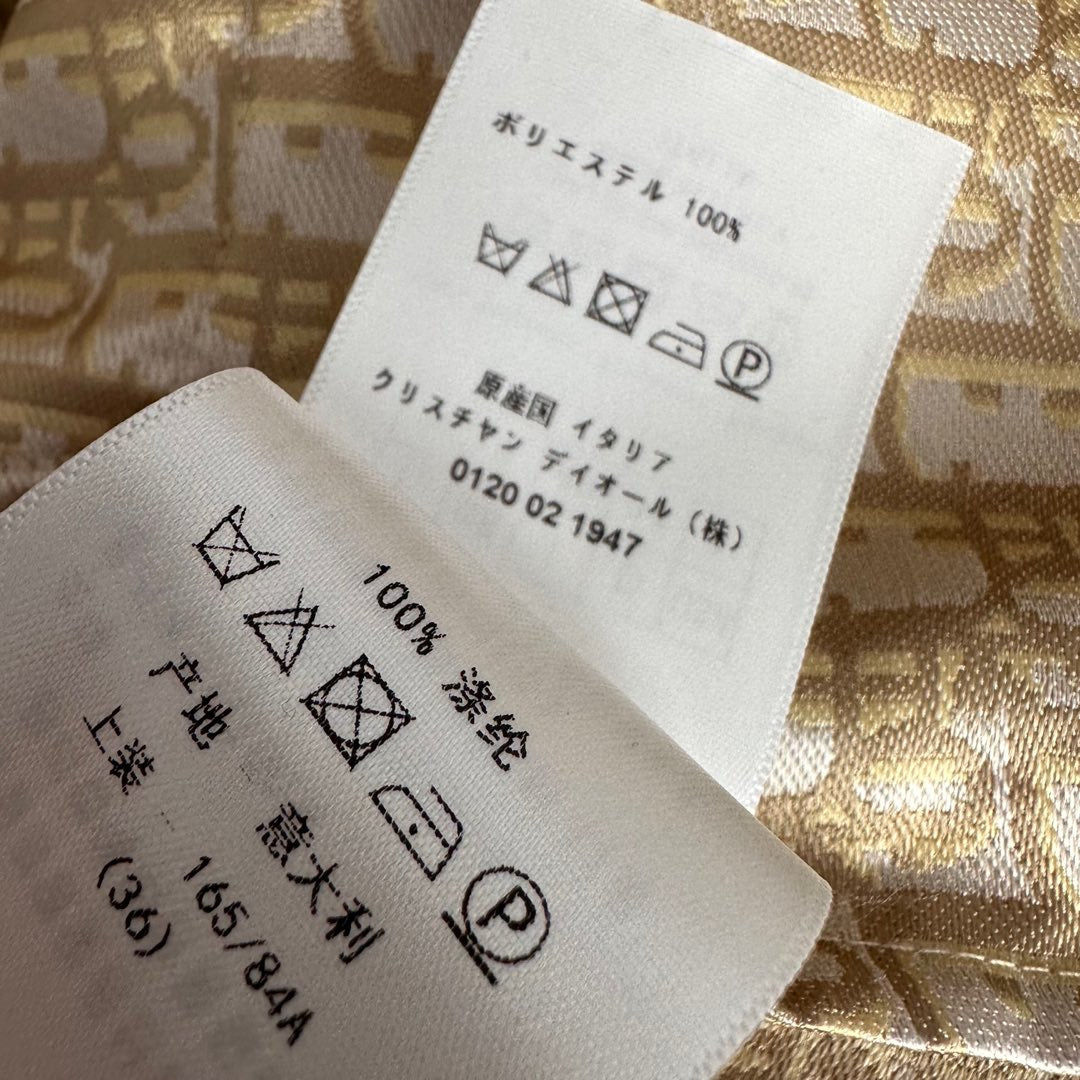 ポリエステル 100%
P
原産国 イタリア
クリスチャン ディオール (株)
0120 02 1947
100% 涤纶
P
产地 意大利
上装 165/84A
(36)